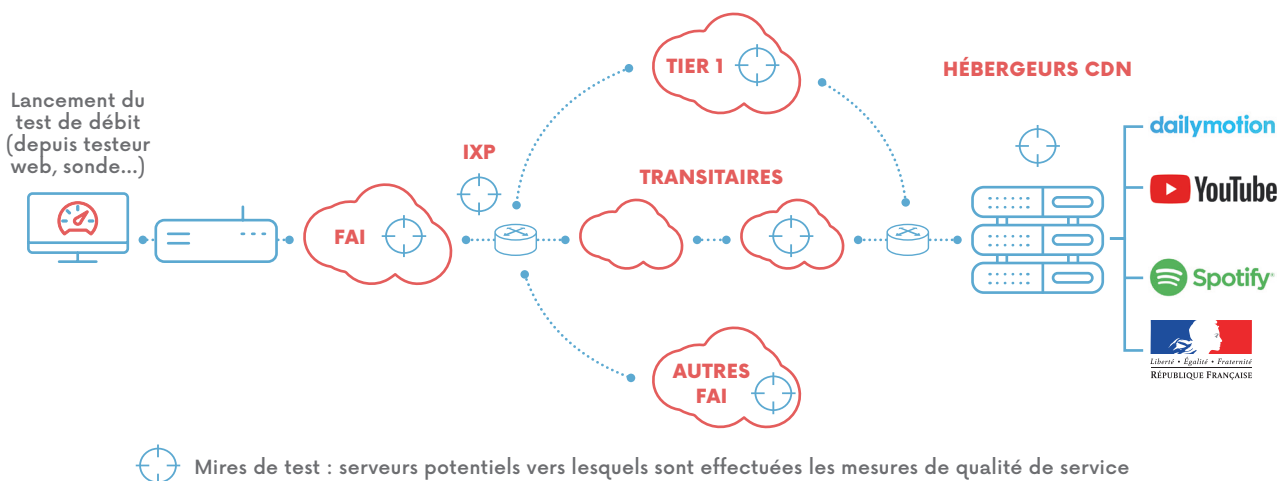 Lancement du
test de débit
(depuis testeur
web, sonde...)
FAI
IXP
TIER 1
TRANSITAIRES
AUTRES
FAI
HÉBERGEURS CDN
dailymotion
YouTube
Spotify®
Liberté • Égalité • Fraternité
RÉPUBLIQUE FRANÇAISE
Mires de test : serveurs potentiels vers lesquels sont effectuées les mesures de qualité de service